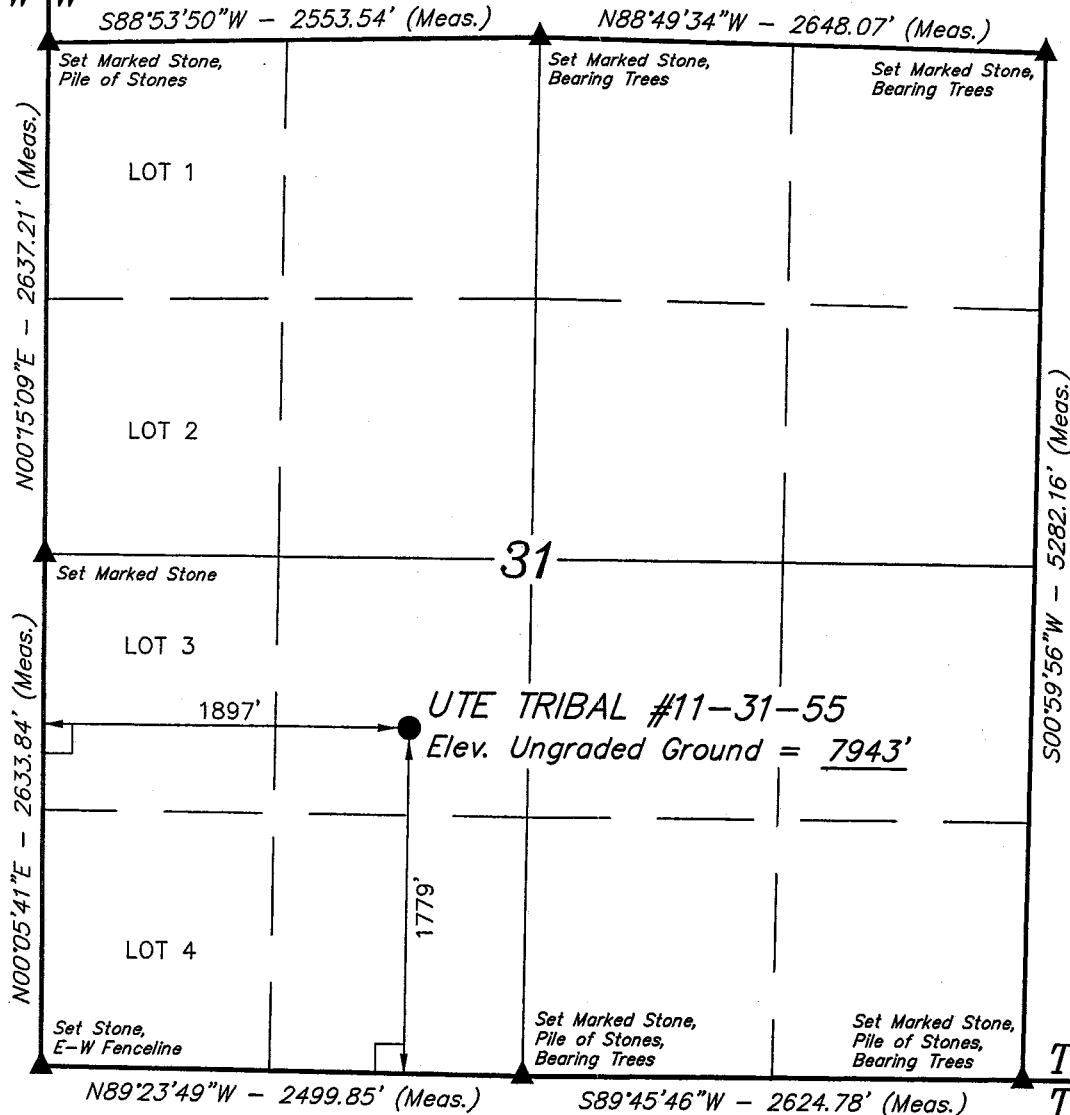 S88°53'50"W - 2553.54' (Meas.)
N88°49'34"W - 2648.07' (Meas.)
Set Marked Stone,
Pile of Stones
Set Marked Stone,
Bearing Trees
Set Marked Stone,
Bearing Trees
N00°15'09"E - 2637.21' (Meas.)
LOT 1
LOT 2
S00°59'56"W - 5282.16' (Meas.)
31
Set Marked Stone
N00°05'41"E - 2633.84' (Meas.)
LOT 3
1897'
UTE TRIBAL #11-31-55
Elev. Ungraded Ground = 7943'
1779'
LOT 4
Set Stone,
E-W Fenceline
Set Marked Stone,
Pile of Stones,
Bearing Trees
Set Marked Stone,
Pile of Stones,
Bearing Trees
T
N89°23'49"W - 2499.85' (Meas.)
S89°45'46"W - 2624.78' (Meas.)